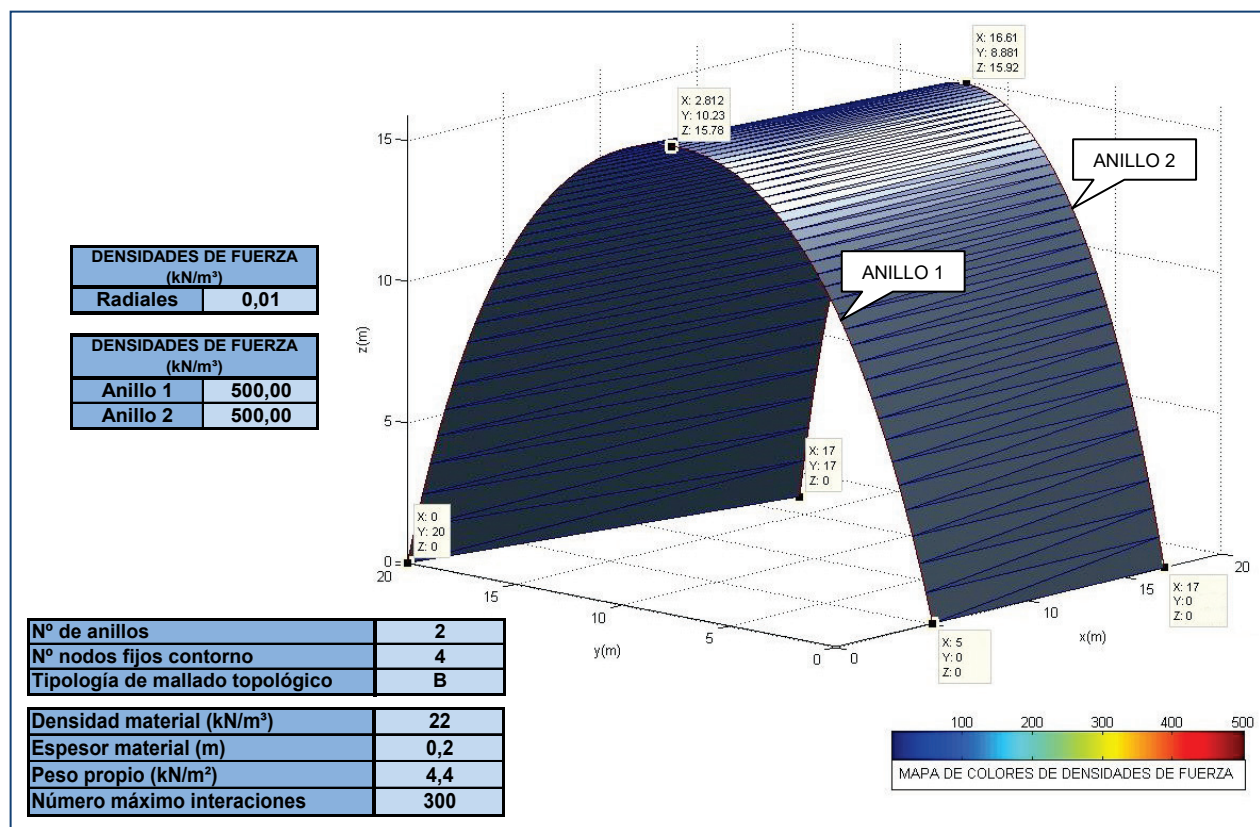 X: 16.61
Y: 8.881
Z: 15.92
X: 2.812
Y: 10.23
Z: 15.78
ANILLO 2
ANILLO 1
DENSIDADES DE FUERZA
(kN/m³)
Radiales 0,01
DENSIDADES DE FUERZA
(kN/m³)
Anillo 1 500,00
Anillo 2 500,00
15
10
5
0
z(m)
X: 17
Y: 17
Z: 0
X: 0
Y: 20
Z: 0
20
15
10
5
0
y(m)
0
10
15
20
x(m)
X: 17
Y: 0
Z: 0
X: 5
Y: 0
Z: 0
Nº de anillos 2
Nº nodos fijos contorno 4
Tipología de mallado topológico B
Densidad material (kN/m³) 22
Espesor material (m) 0,2
Peso propio (kN/m²) 4,4
Número máximo interaciones 300
100 200 300 400 500
MAPA DE COLORES DE DENSIDADES DE FUERZA